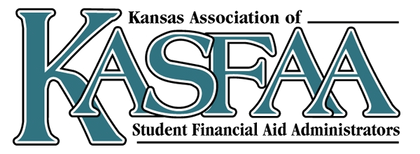 Kansas Association of
KASFAA
Student Financial Aid Administrators